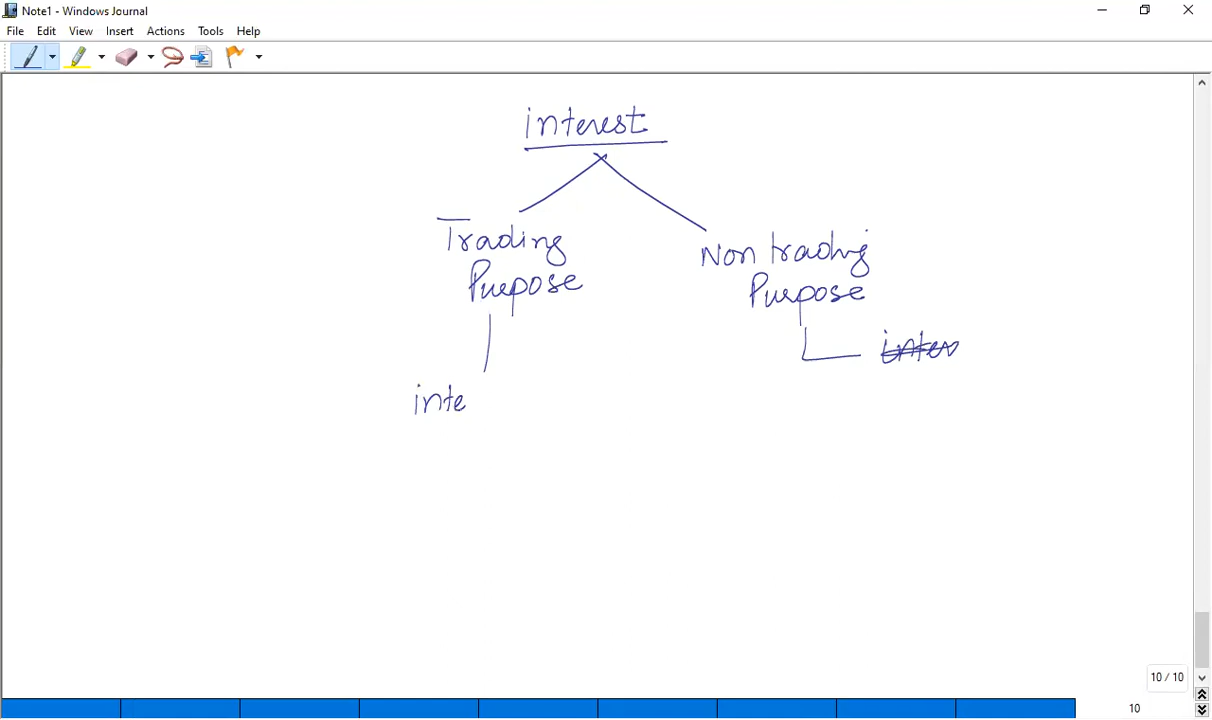 Note1 - Windows Journal
File Edit View Insert Actions Tools Help
interest
Trading
Purpose
Non trading
Purpose
inter
inte
10 / 10
10